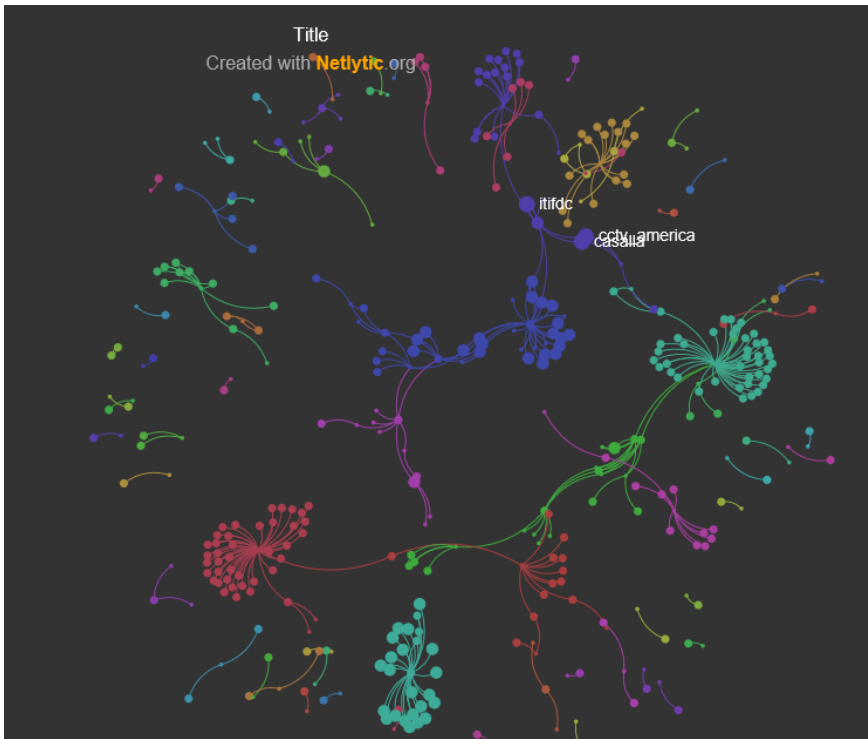 Title
Created with Netlytic.org
itifdc
cctv_america
casalla